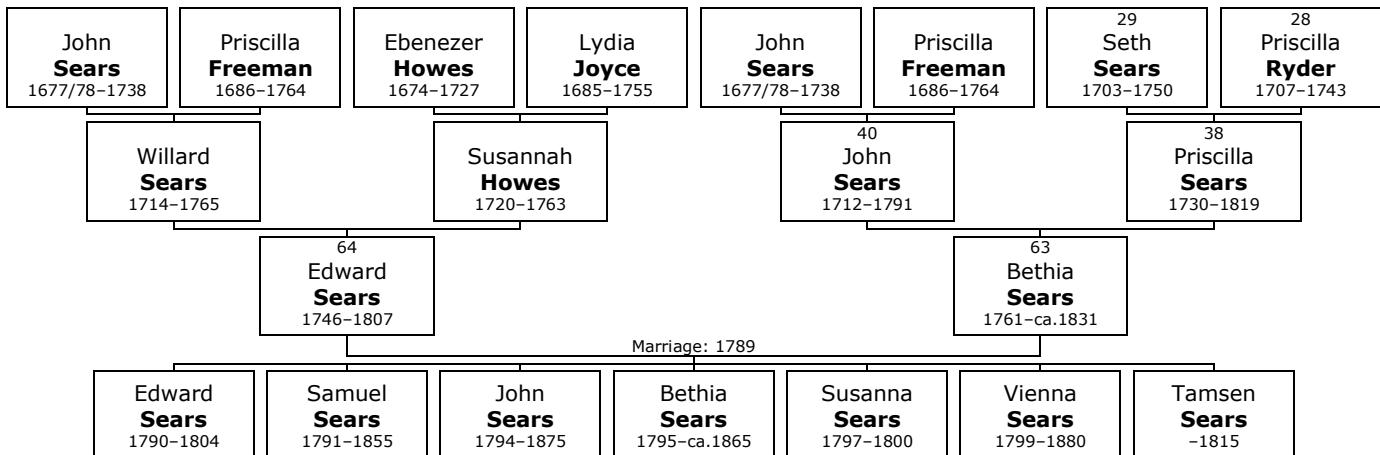 John
Sears
1677/78–1738
Priscilla
Freeman
1686–1764
Ebenezer
Howes
1674–1727
Lydia
Joyce
1685–1755
John
Sears
1677/78–1738
Priscilla
Freeman
1686–1764
29
Seth
Sears
1703–1750
28
Priscilla
Ryder
1707–1743
Willard
Sears
1714–1765
Susannah
Howes
1720–1763
40
John
Sears
1712–1791
38
Priscilla
Sears
1730–1819
64
Edward
Sears
1746–1807
63
Bethia
Sears
1761–ca.1831
Marriage: 1789
Edward
Sears
1790–1804
Samuel
Sears
1791–1855
John
Sears
1794–1875
Bethia
Sears
1795–ca.1865
Susanna
Sears
1797–1800
Vienna
Sears
1799–1880
Tamsen
Sears
–1815